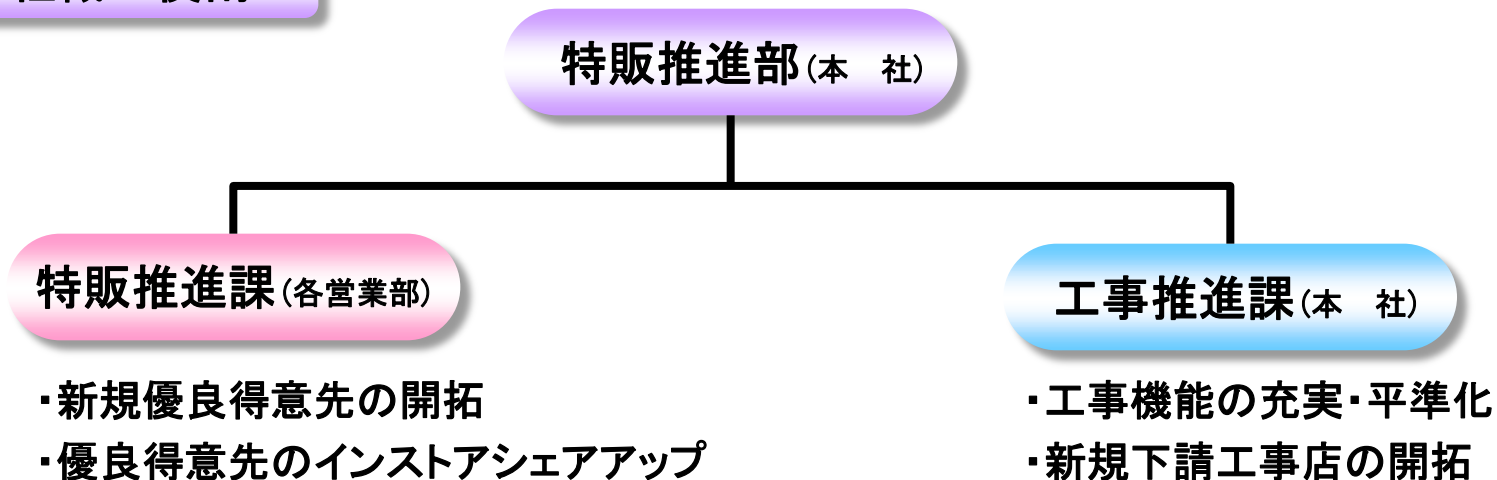 特販推進部(本　社)
特販推進課(各営業部)
工事推進課(本　社)
・新規優良得意先の開拓
・優良得意先のインストアシェアアップ
・工事機能の充実・平準化
・新規下請工事店の開拓